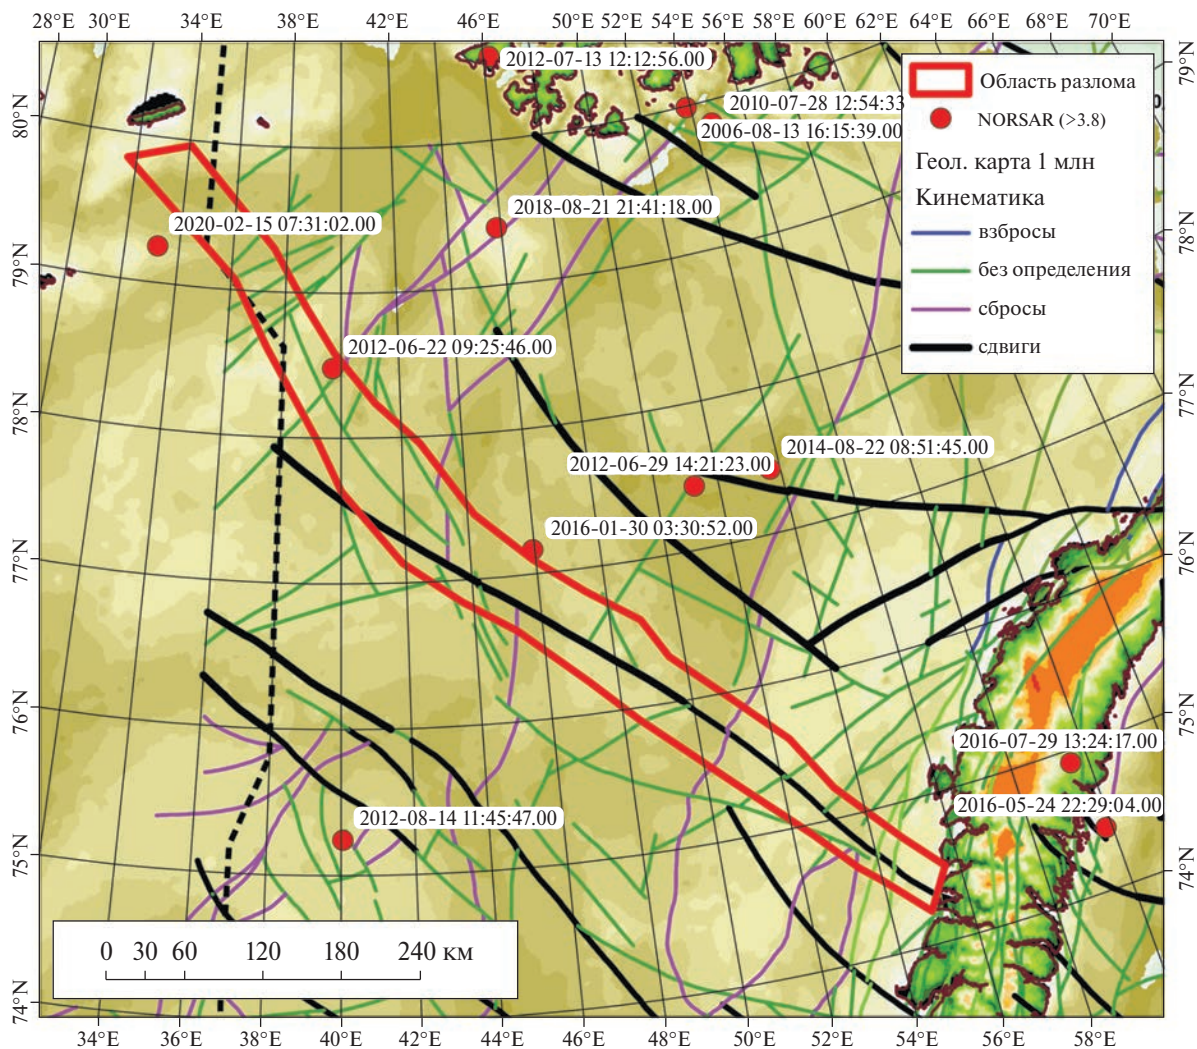 28°E 30°E 34°E 38°E 42°E 46°E 50°E 52°E 54°E 56°E 58°E 60°E 62°E 64°E 66°E 68°E 70°E
2012-07-13 12:12:56.00
2010-07-28 12:54:33
2006-08-13 16:15:39.00
Область разлома
NORSAR (>3.8)
Геол. карта 1 млн
Кинематика
взбросы
без определения
сбросы
сдвиги
2018-08-21 21:41:18.00
2020-02-15 07:31:02.00
2012-06-22 09:25:46.00
2014-08-22 08:51:45.00
2012-06-29 14:21:23.00
2016-01-30 03:30:52.00
2016-07-29 13:24:17.00
2016-05-24 22:29:04.00
2012-08-14 11:45:47.00
80°N
79°N
78°N
77°N
76°N
75°N
74°N
79°N
78°N
77°N
76°N
75°N
74°N
0 30 60 120 180 240 км
34°E 36°E 38°E 40°E 42°E 44°E 46°E 48°E 50°E 52°E 54°E 56°E 58°E